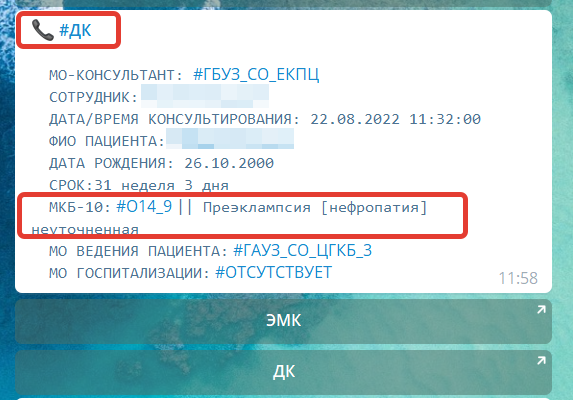 #ДК
МО-КОНСУЛЬТАНТ: #ГБУЗ_СО_ЕКПЦ
СОТРУДНИК:
ДАТА/ВРЕМЯ КОНСУЛЬТИРОВАНИЯ: 22.08.2022 11:32:00
ФИО ПАЦИЕНТА:
ДАТА РОЖДЕНИЯ: 26.10.2000
СРОК:31 неделя 3 дня
МКБ-10: #O14_9 || Преэклампсия [нефропатия]
неуточненная
МО ВЕДЕНИЯ ПАЦИЕНТА: #ГАУЗ_СО_ЦГКБ_3
МО ГОСПИТАЛИЗАЦИИ: #ОТСУТСТВУЕТ
11:58
ЭМК
ДК